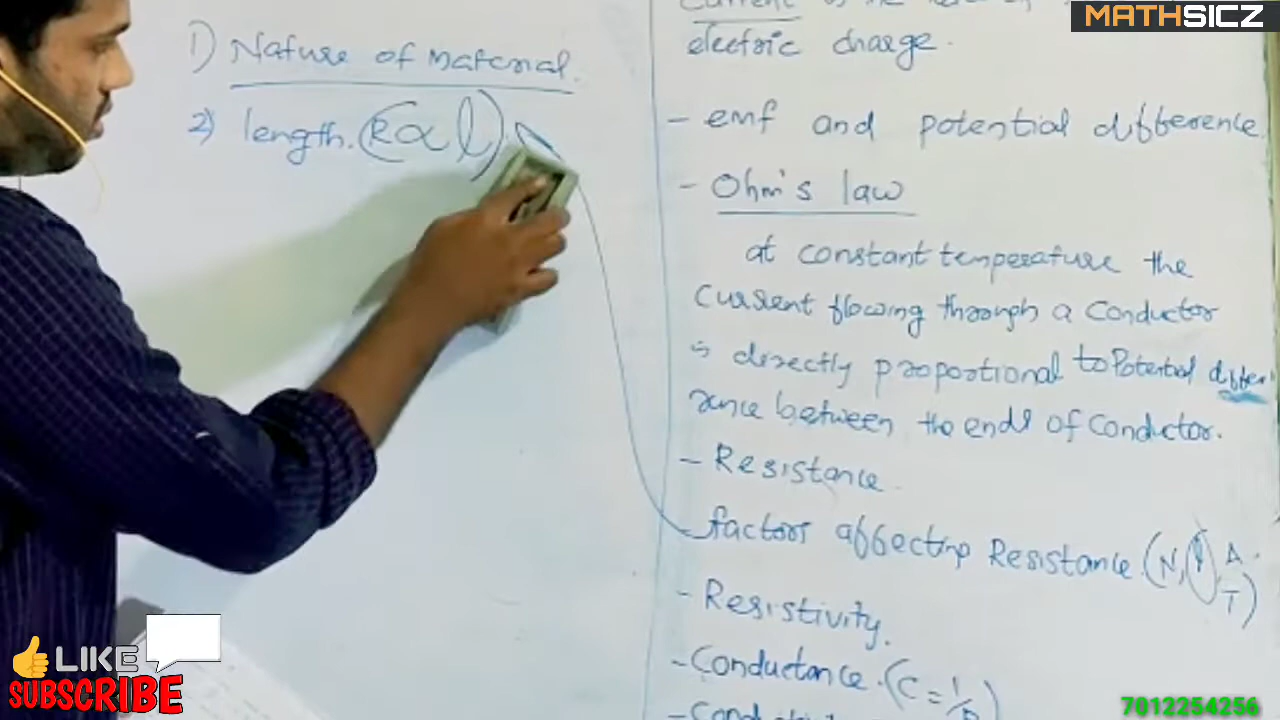 MATHSICZ
1) Nature of material.
2) length. (R ∝ l)
electric charge.
- emf and potential difference
- Ohm's law
at constant temperature the
Current flowing through a Conductor
is directly proportional to Potential differ
rence between the ends of Conductor.
- Resistance
- factors affecting Resistance. (N, l, A.
T)
- Resistivity.
- Conductance. (C = 1/R)
LIKE
SUBSCRIBE
7012254256